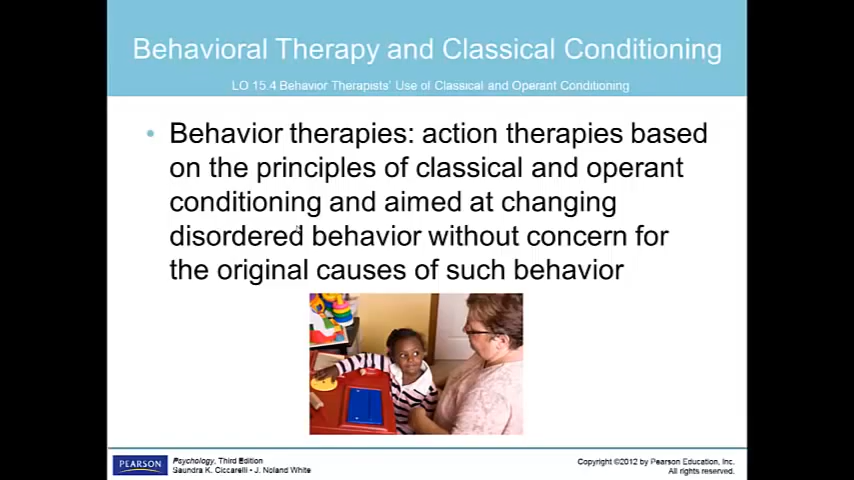 Behavioral Therapy and Classical Conditioning
LO 15.4 Behavior Therapists' Use of Classical and Operant Conditioning
• Behavior therapies: action therapies based
on the principles of classical and operant
conditioning and aimed at changing
disordered behavior without concern for
the original causes of such behavior
PEARSON
Psychology, Third Edition
Saundra K. Ciccarelli • J. Noland White
Copyright ©2012 by Pearson Education, Inc.
All rights reserved.